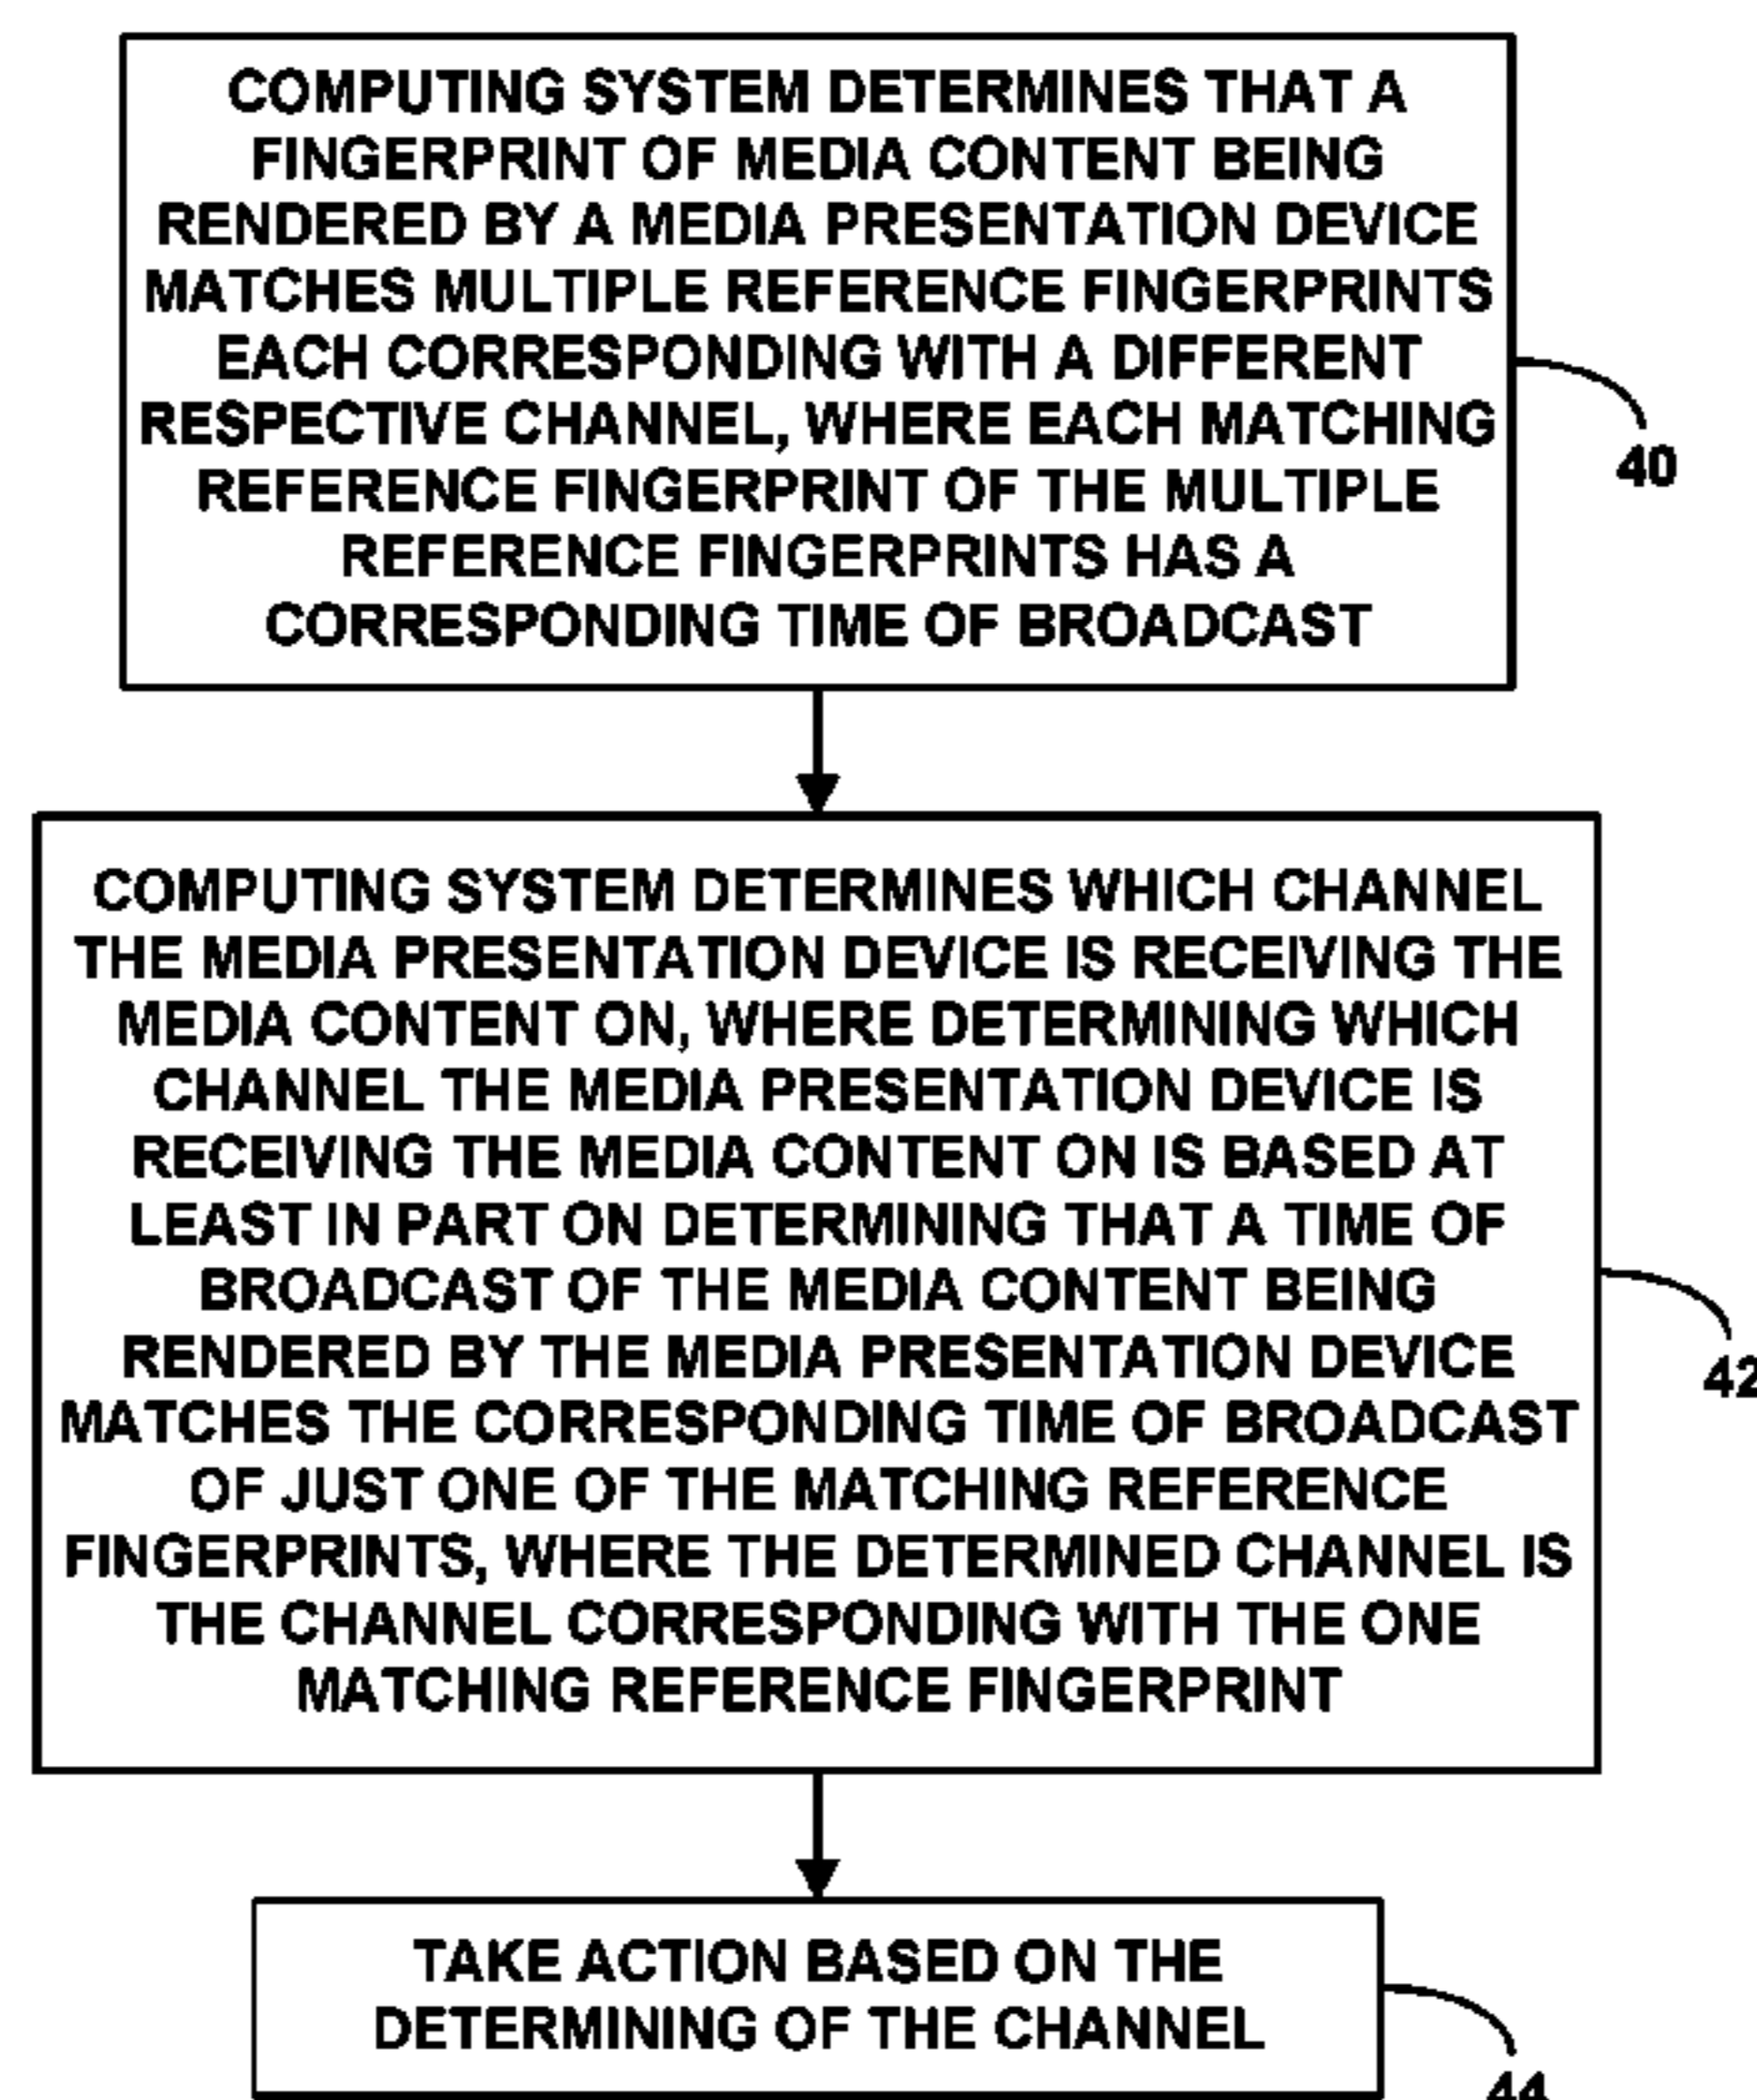 COMPUTING SYSTEM DETERMINES THAT A
FINGERPRINT OF MEDIA CONTENT BEING
RENDERED BY A MEDIA PRESENTATION DEVICE
MATCHES MULTIPLE REFERENCE FINGERPRINTS
EACH CORRESPONDING WITH A DIFFERENT
RESPECTIVE CHANNEL, WHERE EACH MATCHING
REFERENCE FINGERPRINT OF THE MULTIPLE
REFERENCE FINGERPRINTS HAS A
CORRESPONDING TIME OF BROADCAST
40
COMPUTING SYSTEM DETERMINES WHICH CHANNEL
THE MEDIA PRESENTATION DEVICE IS RECEIVING THE
MEDIA CONTENT ON, WHERE DETERMINING WHICH
CHANNEL THE MEDIA PRESENTATION DEVICE IS
RECEIVING THE MEDIA CONTENT ON IS BASED AT
LEAST IN PART ON DETERMINING THAT A TIME OF
BROADCAST OF THE MEDIA CONTENT BEING
RENDERED BY THE MEDIA PRESENTATION DEVICE
MATCHES THE CORRESPONDING TIME OF BROADCAST
OF JUST ONE OF THE MATCHING REFERENCE
FINGERPRINTS, WHERE THE DETERMINED CHANNEL IS
THE CHANNEL CORRESPONDING WITH THE ONE
MATCHING REFERENCE FINGERPRINT
42
TAKE ACTION BASED ON THE
DETERMINING OF THE CHANNEL
44